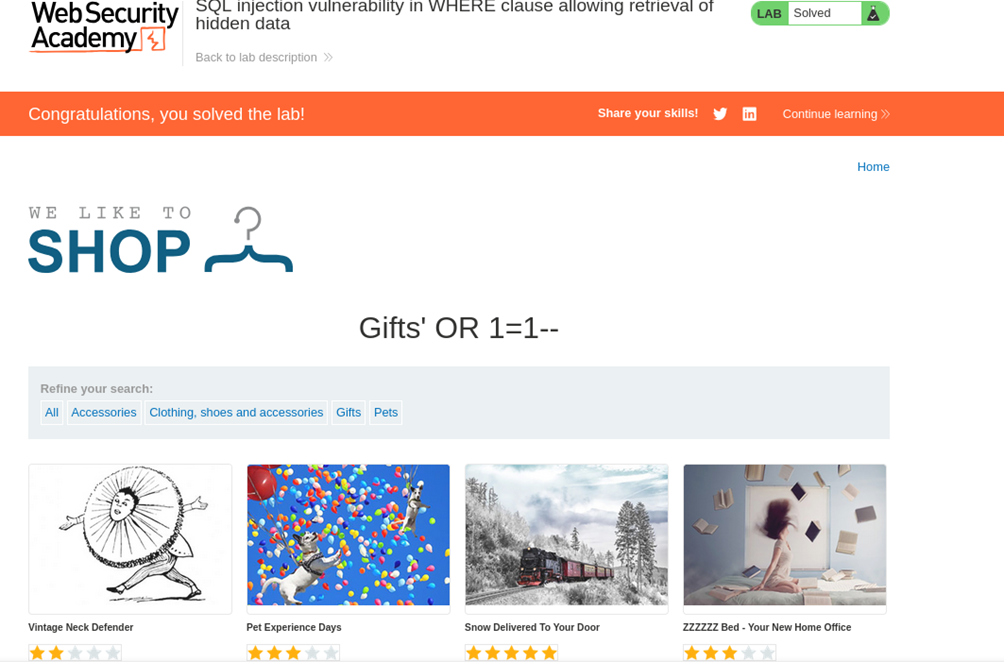 WebSecurity
Academy
SQL injection vulnerability in WHERE clause allowing retrieval of
hidden data
LAB Solved
Back to lab description
Congratulations, you solved the lab!
Share your skills!
Continue learning
Home
WE LIKE TO
SHOP
Gifts' OR 1=1--
Refine your search:
All Accessories Clothing, shoes and accessories Gifts Pets
Vintage Neck Defender
Pet Experience Days
Snow Delivered To Your Door
ZZZZZZ Bed - Your New Home Office